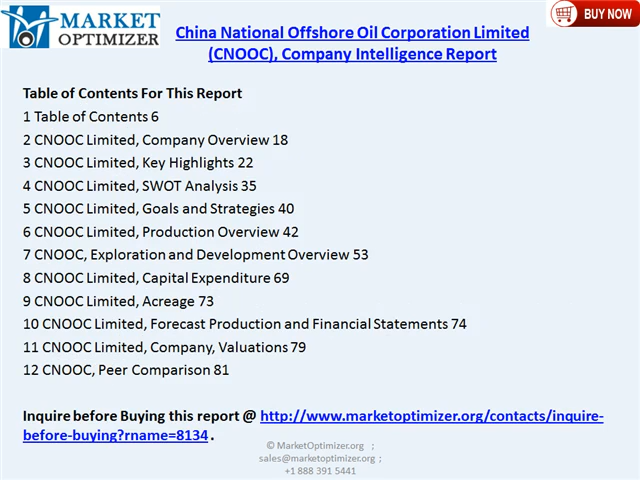 MARKET
OPTIMIZER
China National Offshore Oil Corporation Limited
(CNOOC), Company Intelligence Report
BUY NOW
Table of Contents For This Report
1 Table of Contents 6
2 CNOOC Limited, Company Overview 18
3 CNOOC Limited, Key Highlights 22
4 CNOOC Limited, SWOT Analysis 35
5 CNOOC Limited, Goals and Strategies 40
6 CNOOC Limited, Production Overview 42
7 CNOOC, Exploration and Development Overview 53
8 CNOOC Limited, Capital Expenditure 69
9 CNOOC Limited, Acreage 73
10 CNOOC Limited, Forecast Production and Financial Statements 74
11 CNOOC Limited, Company, Valuations 79
12 CNOOC, Peer Comparison 81
Inquire before Buying this report @ http://www.marketoptimizer.org/contacts/inquire-
before-buying?rname=8134 .
© MarketOptimizer.org ;
sales@marketoptimizer.org ;
+1 888 391 5441